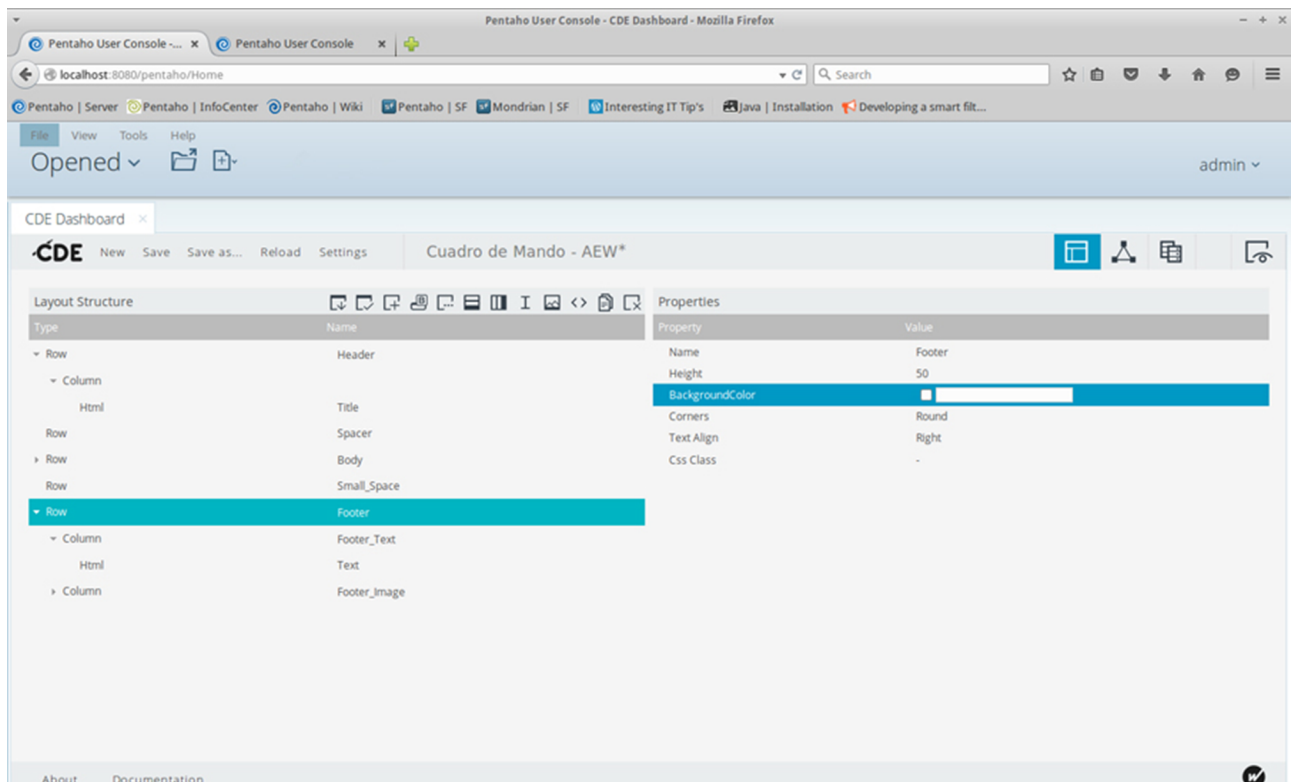 Pentaho User Console - CDE Dashboard - Mozilla Firefox
Pentaho User Console -... Pentaho User Console
localhost:8080/pentaho/Home Search
Pentaho | Server Pentaho | InfoCenter Pentaho | Wiki Pentaho | SF Mondrian | SF Interesting IT Tip's Java | Installation Developing a smart filt...
File View Tools Help
Opened admin
CDE Dashboard
CDE New Save Save as... Reload Settings Cuadro de Mando - AEW*
Layout Structure Properties
Type Name Property Value
Row Header
Column
Html Title
Row Spacer
Row Body
Row Small_Space
Row Footer
Column Footer_Text
Html Text
Column Footer_Image
Name Footer
Height 50
BackgroundColor
Corners Round
Text Align Right
Css Class -
About Documentation